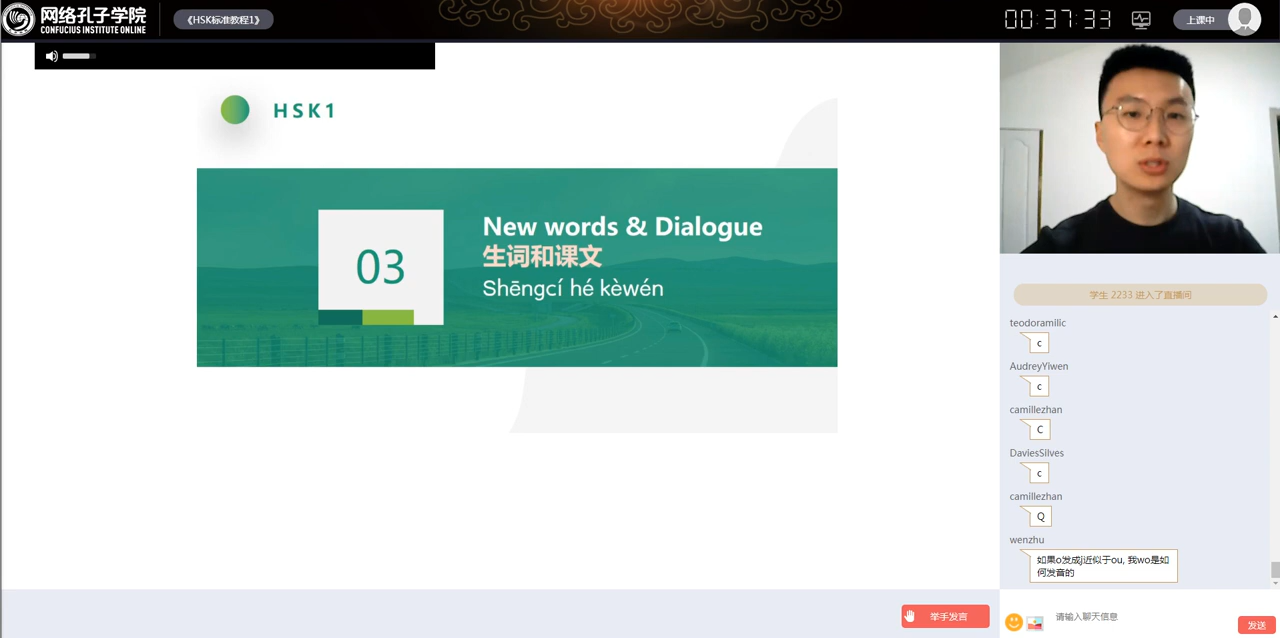 网络孔子学院
CONFUCIUS INSTITUTE ONLINE
《HSK标准教程1》
00:37:33
上课中
HSK1
03
New words & Dialogue
生词和课文
Shēngcí hé kèwén
学生 2233 进入了直播间
teodoramilic
c
AudreyYiwen
c
camillezhan
C
DaviesSilves
c
camillezhan
Q
wenzhu
如果o发成j近似于ou, 我wo是如
何发音的
举手发言
请输入聊天信息
发送